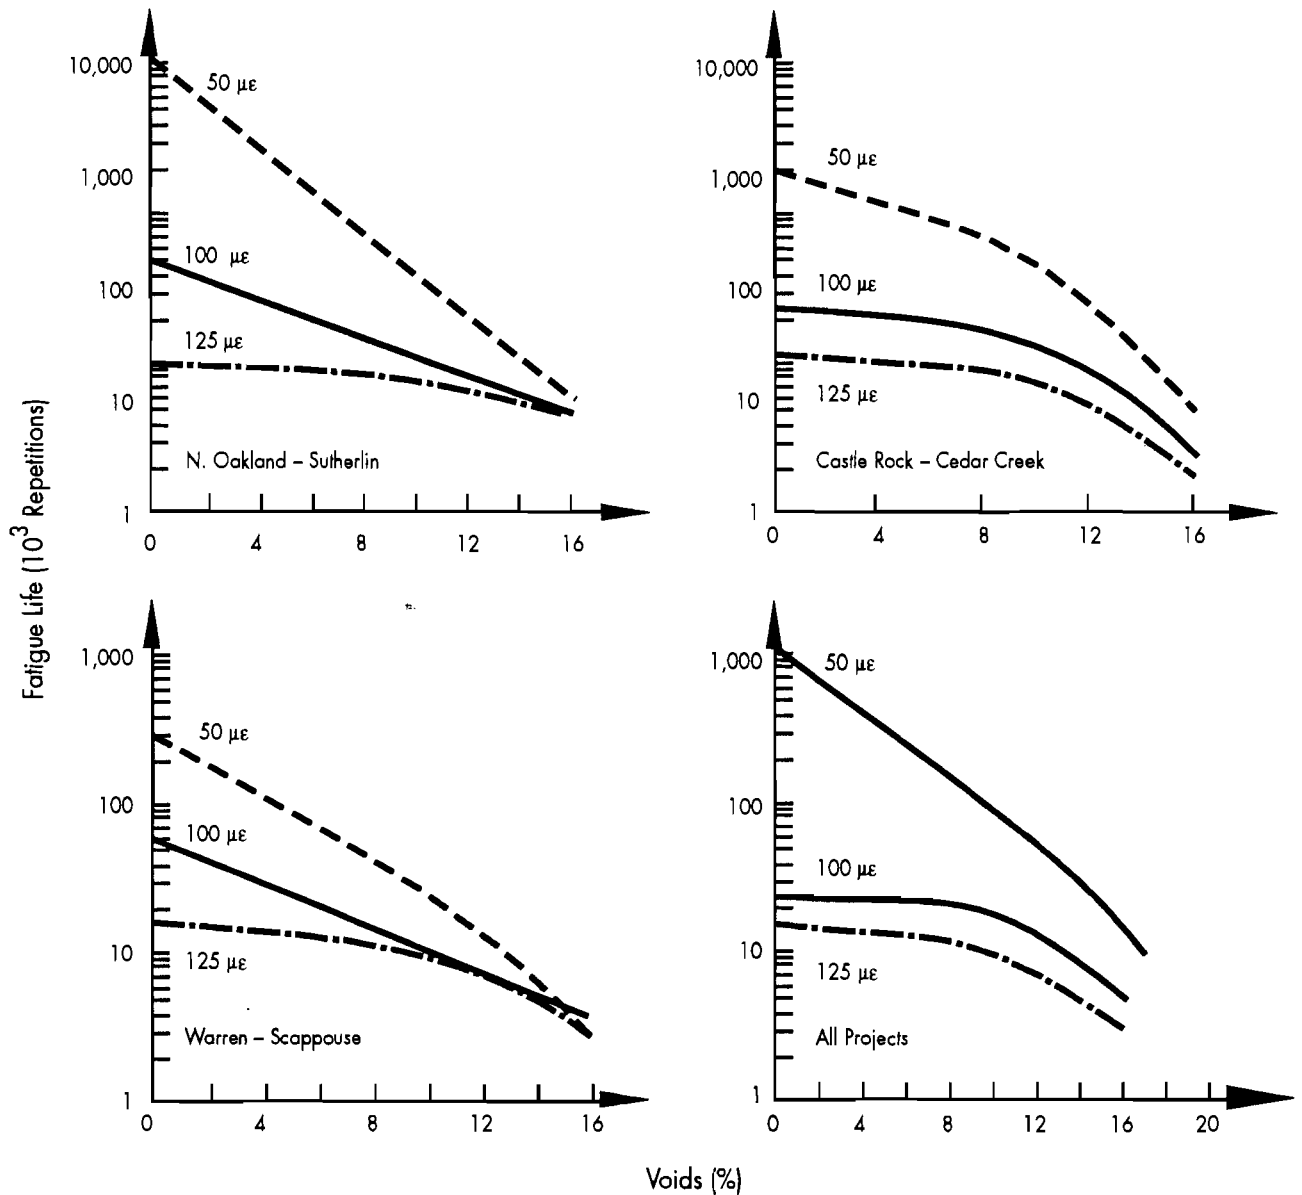 10,000
1,000
100
10
1
50 µε
100 µε
125 µε
N. Oakland – Sutherlin
0 4 8 12 16
10,000
1,000
100
10
1
50 µε
100 µε
125 µε
Castle Rock – Cedar Creek
0 4 8 12 16
Fatigue Life (10³ Repetitions)
1,000
100
10
1
50 µε
100 µε
125 µε
Warren – Scappouse
0 4 8 12 16
1,000
100
10
1
50 µε
100 µε
125 µε
All Projects
0 4 8 12 16 20
Voids (%)